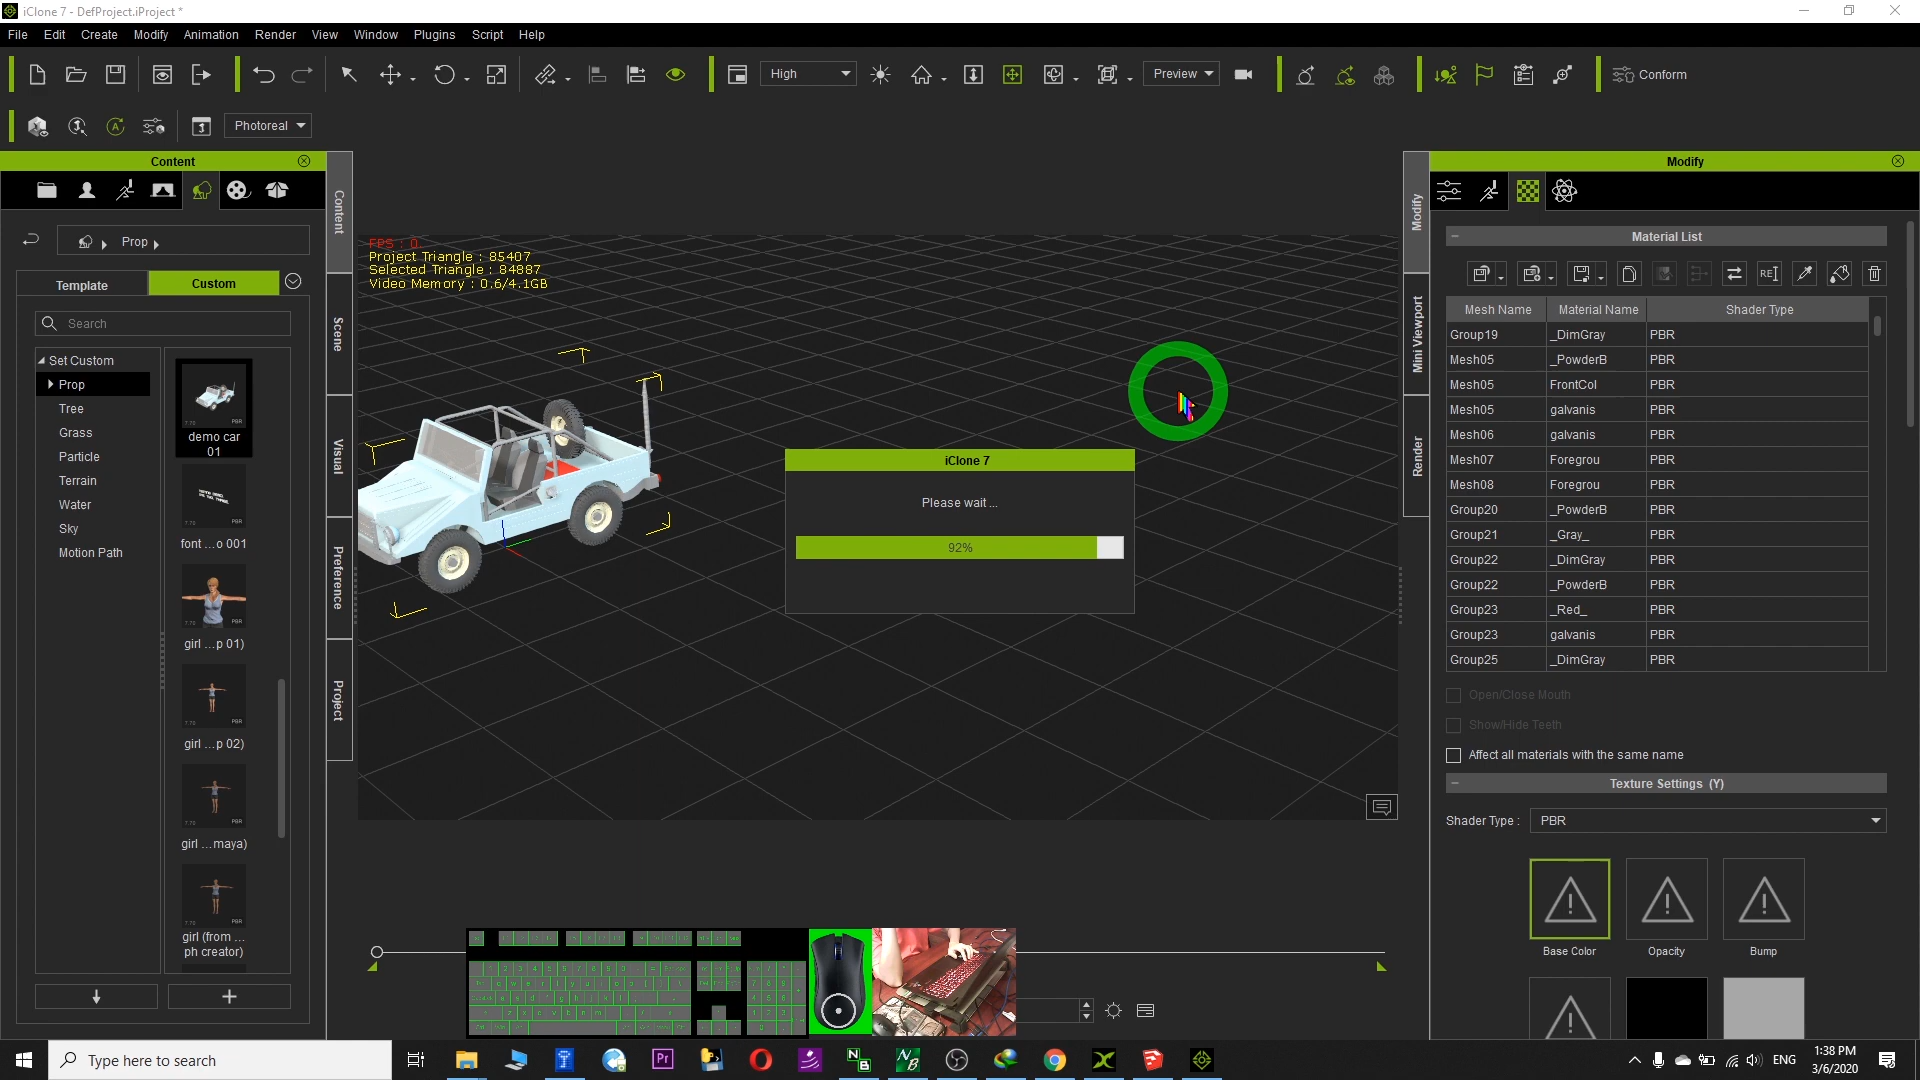 iClone 7 - DefProject.iProject *
File Edit Create Modify Animation Render View Window Plugins Script Help
High
Preview
Conform
Photoreal
Content
Prop
Template
Custom
Search
Set Custom
Prop
Tree
Grass
Particle
Terrain
Water
Sky
Motion Path
demo car
01
font ...o 001
girl ...p 01)
girl ...p 02)
girl ...maya)
girl (from ...
ph creator)
Content
Scene
Visual
Preference
Project
FPS : 0
Project Triangle : 85407
Selected Triangle : 84887
Video Memory : 0.6/4.1GB
iClone 7
Please wait ...
92%
Modify
Mini Viewport
Render
Modify
Material List
Mesh Name Material Name Shader Type
Group19 _DimGray PBR
Mesh05 _PowderB PBR
Mesh05 FrontCol PBR
Mesh05 galvanis PBR
Mesh06 galvanis PBR
Mesh07 Foregrou PBR
Mesh08 Foregrou PBR
Group20 _PowderB PBR
Group21 _Gray_ PBR
Group22 _DimGray PBR
Group22 _PowderB PBR
Group23 _Red_ PBR
Group23 galvanis PBR
Group25 _DimGray PBR
Open/Close Mouth
Show/Hide Teeth
Affect all materials with the same name
Texture Settings (Y)
Shader Type : PBR
Base Color Opacity Bump
Type here to search
ENG
1:38 PM
3/6/2020